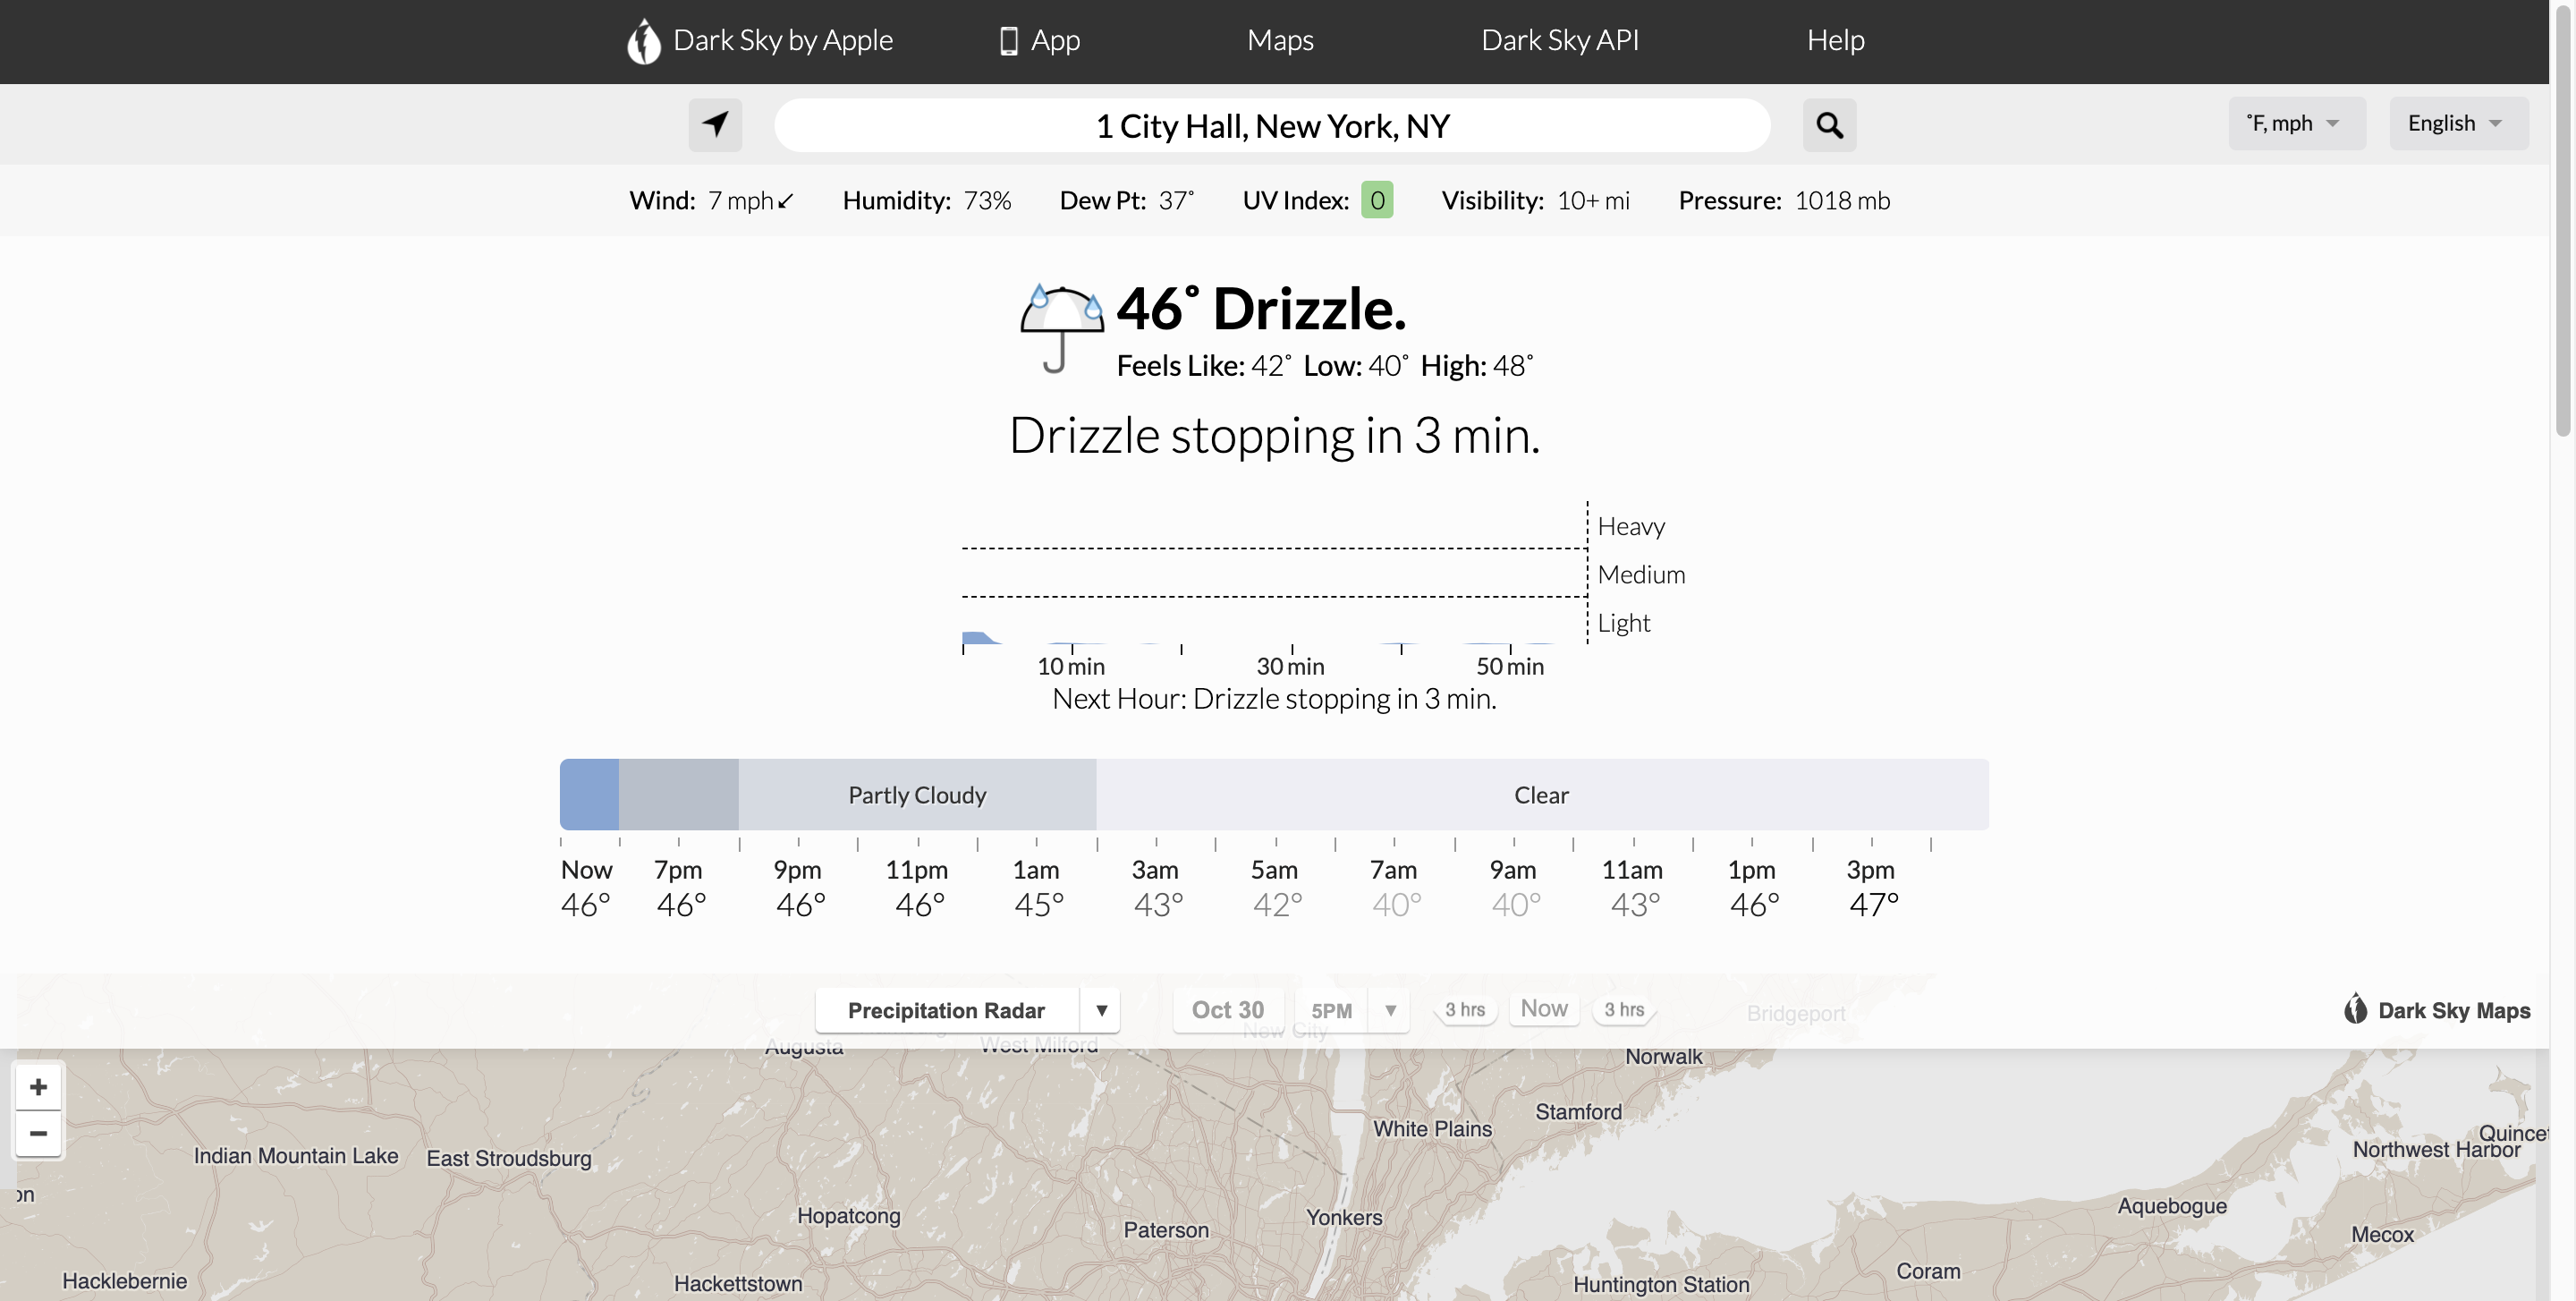 Dark Sky by Apple App Maps Dark Sky API Help
1 City Hall, New York, NY
˚F, mph
English
Wind: 7 mph Humidity: 73% Dew Pt: 37˚ UV Index: 0 Visibility: 10+ mi Pressure: 1018 mb
46˚ Drizzle.
Feels Like: 42˚ Low: 40˚ High: 48˚
Drizzle stopping in 3 min.
Heavy
Medium
Light
10 min 30 min 50 min
Next Hour: Drizzle stopping in 3 min.
Partly Cloudy Clear
Now 7pm 9pm 11pm 1am 3am 5am 7am 9am 11am 1pm 3pm
46° 46° 46° 46° 45° 43° 42° 40° 40° 43° 46° 47°
Precipitation Radar Oct 30 5PM 3 hrs Now 3 hrs Bridgeport Dark Sky Maps
New City
Augusta West Milford Norwalk
+
Stamford
White Plains
−
Quince
Northwest Harbor
Indian Mountain Lake East Stroudsburg
on
Aquebogue
Hopatcong Yonkers
Paterson Mecox
Coram
Hacklebernie Hackettstown Huntington Station